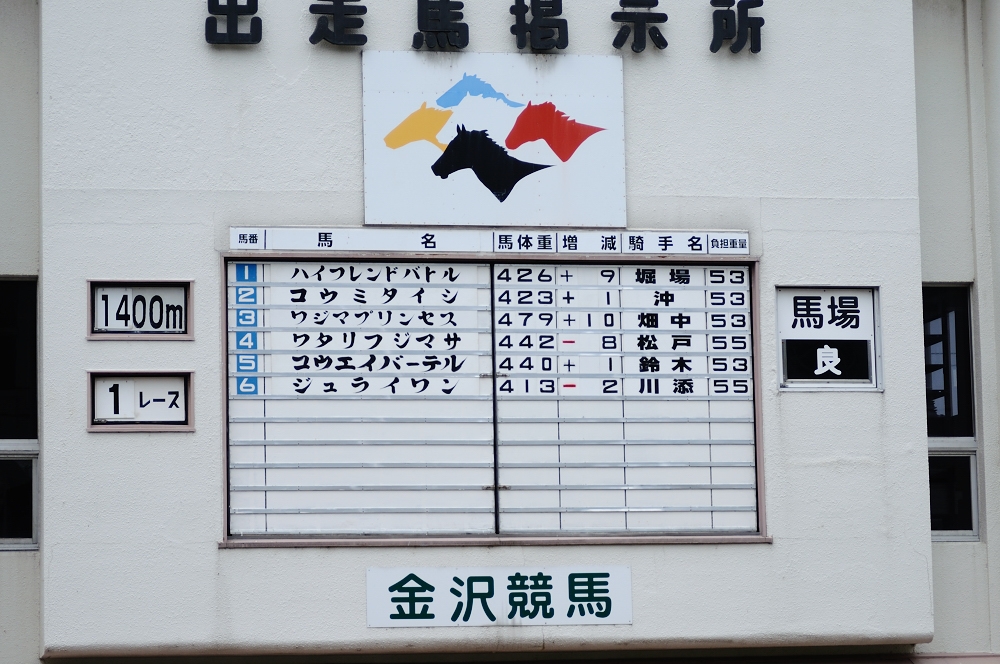 出走馬掲示所
馬番 馬名 馬体重 増減 騎手名 負担重量
1 ハイフレンドバトル 426 + 9 堀場 53
2 コウミタイシ 423 + 1 沖 53
3 ワジマプリンセス 479 + 10 畑中 53
4 ワタリフジマサ 442 - 8 松戸 55
5 コウエイバーテル 440 + 1 鈴木 53
6 ジュライワン 413 - 2 川添 55
1400m
1 レース
馬場
良
金沢競馬